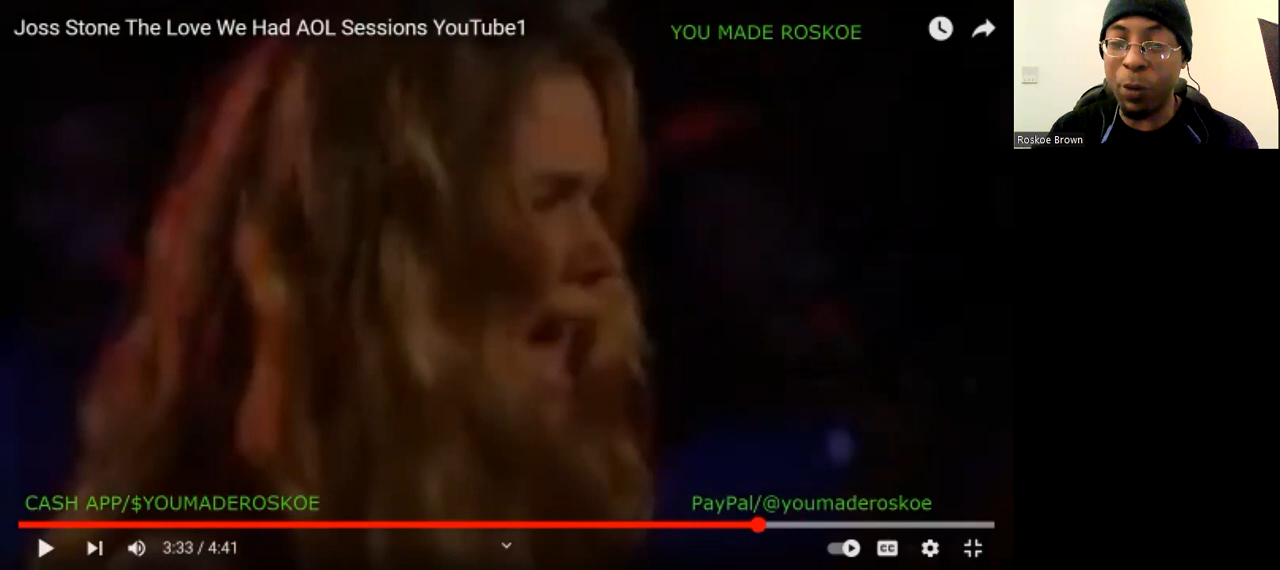 Joss Stone The Love We Had AOL Sessions YouTube1
YOU MADE ROSKOE
Roskoe Brown
CASH APP/$YOUMADEROSKOE
PayPal/@youmaderoskoe
3:33 / 4:41
CC